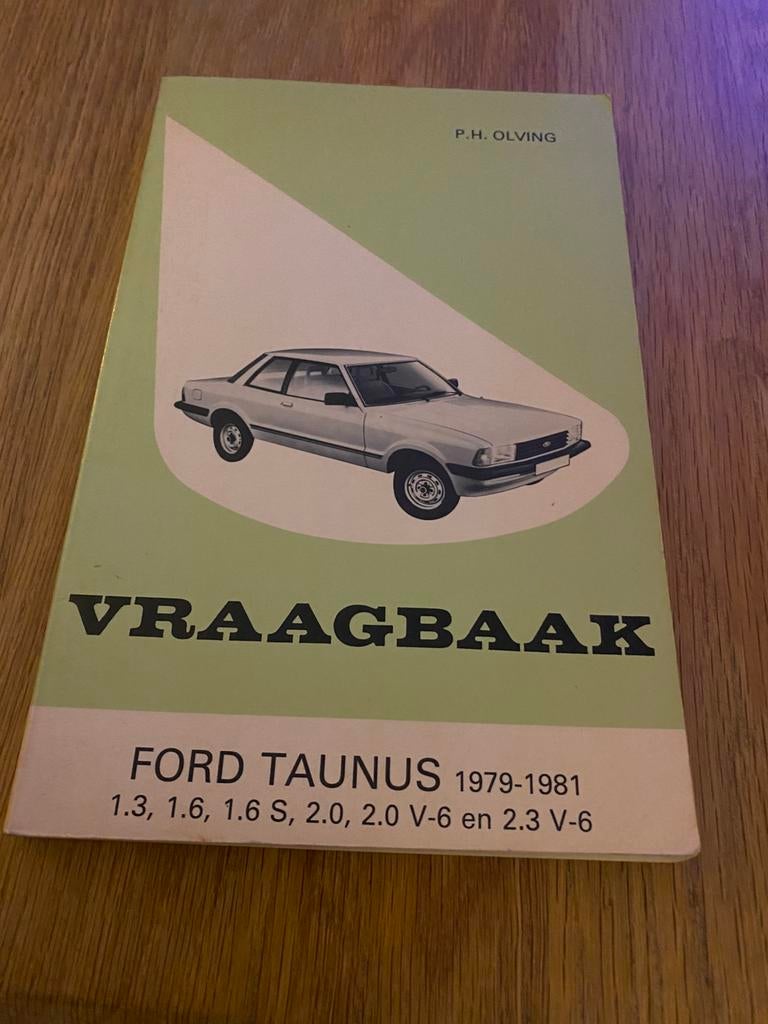 P.H. OLVING
VRAAGBAAK
FORD TAUNUS 1979-1981
1.3, 1.6, 1.6 S, 2.0, 2.0 V-6 en 2.3 V-6